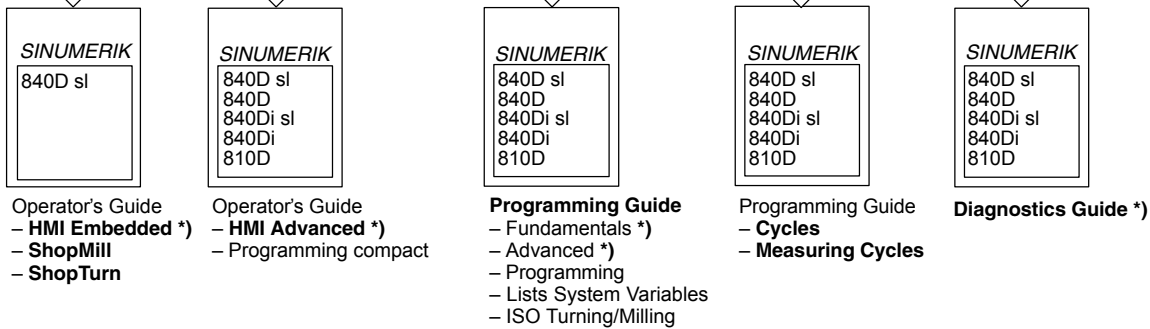 SINUMERIK
840D sl
Operator's Guide
– HMI Embedded *)
– ShopMill
– ShopTurn
SINUMERIK
840D sl
840D
840Di sl
840Di
810D
Operator's Guide
– HMI Advanced *)
– Programming compact
SINUMERIK
840D sl
840D
840Di sl
840Di
810D
Programming Guide
– Fundamentals *)
– Advanced *)
– Programming
– Lists System Variables
– ISO Turning/Milling
SINUMERIK
840D sl
840D
840Di sl
840Di
810D
Programming Guide
– Cycles
– Measuring Cycles
SINUMERIK
840D sl
840D
840Di sl
840Di
810D
Diagnostics Guide *)